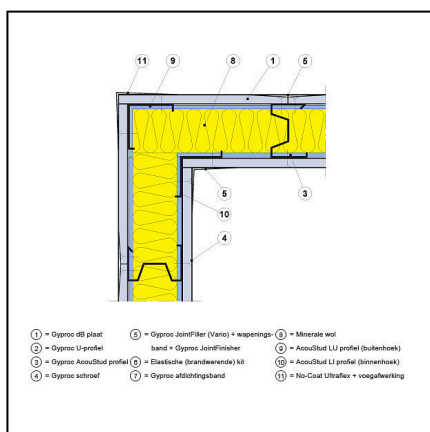 11 9 8 1 5
5 3
10
4
1 = Gyproc dB plaat
2 = Gyproc U-profiel
3 = Gyproc AcouStud profiel
4 = Gyproc schroef
5 = Gyproc JointFiller (Vario) + wapenings-
band + Gyproc JointFinisher
6 = Elastische (brandwerende) kit
7 = Gyproc afdichtingsband
8 = Minerale wol
9 = AcouStud LU profiel (buitenhoek)
10 = AcouStud LI profiel (binnenhoek)
11 = No-Coat Ultraflex + voegafwerking